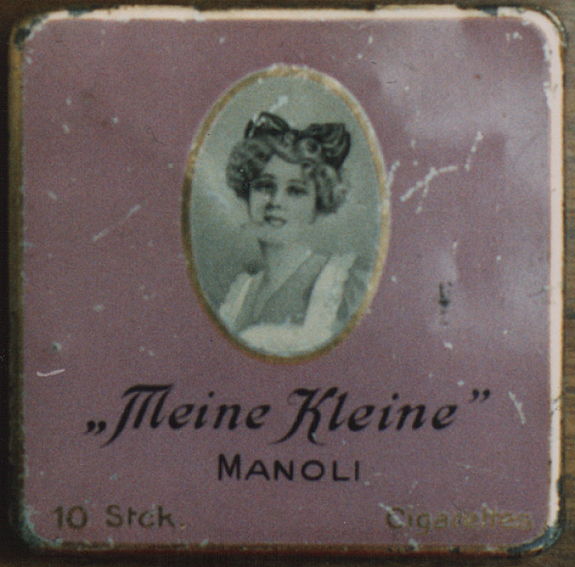 „Meine Kleine”
MANOLI
10 Stck. Cigaretten